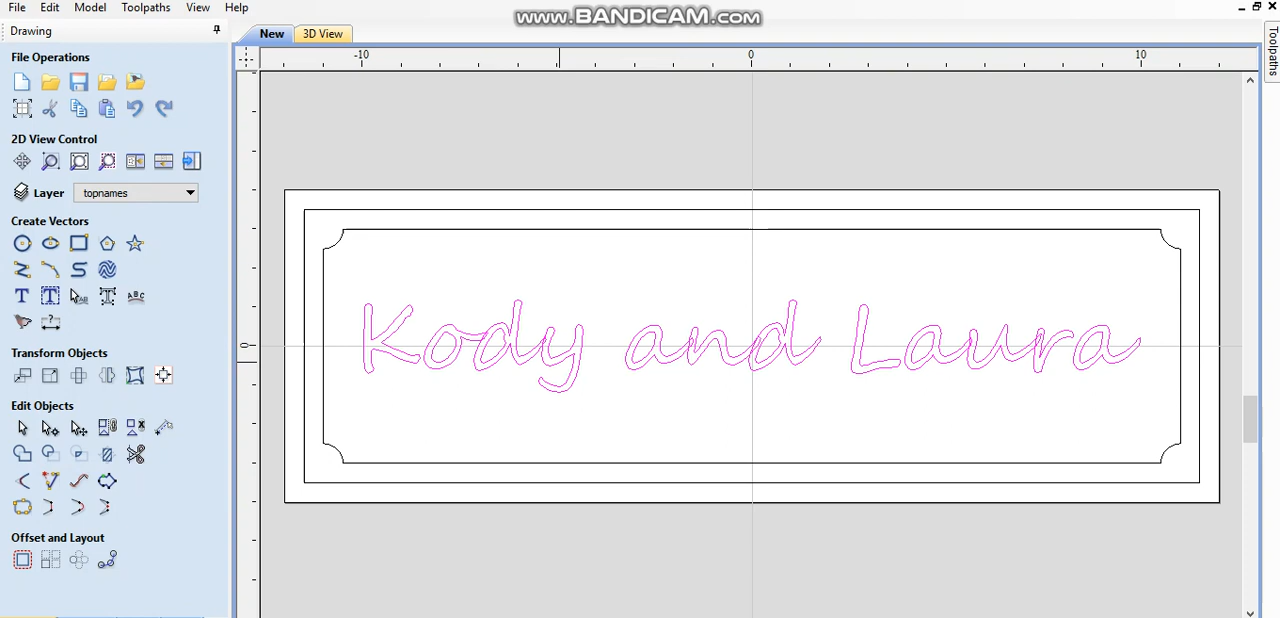 File Edit Model Toolpaths View Help
www.BANDICAM.com
Drawing
New 3D View
Toolpaths
File Operations
-10 0 10
2D View Control
Layer topnames
Create Vectors
Kody and Laura
0
Transform Objects
Edit Objects
Offset and Layout